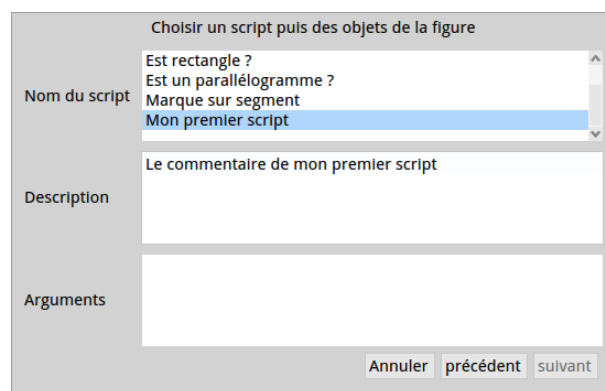 Choisir un script puis des objets de la figure
Nom du script
Est rectangle ?
Est un parallélogramme ?
Marque sur segment
Mon premier script
Description
Le commentaire de mon premier script
Arguments
Annuler précédent suivant